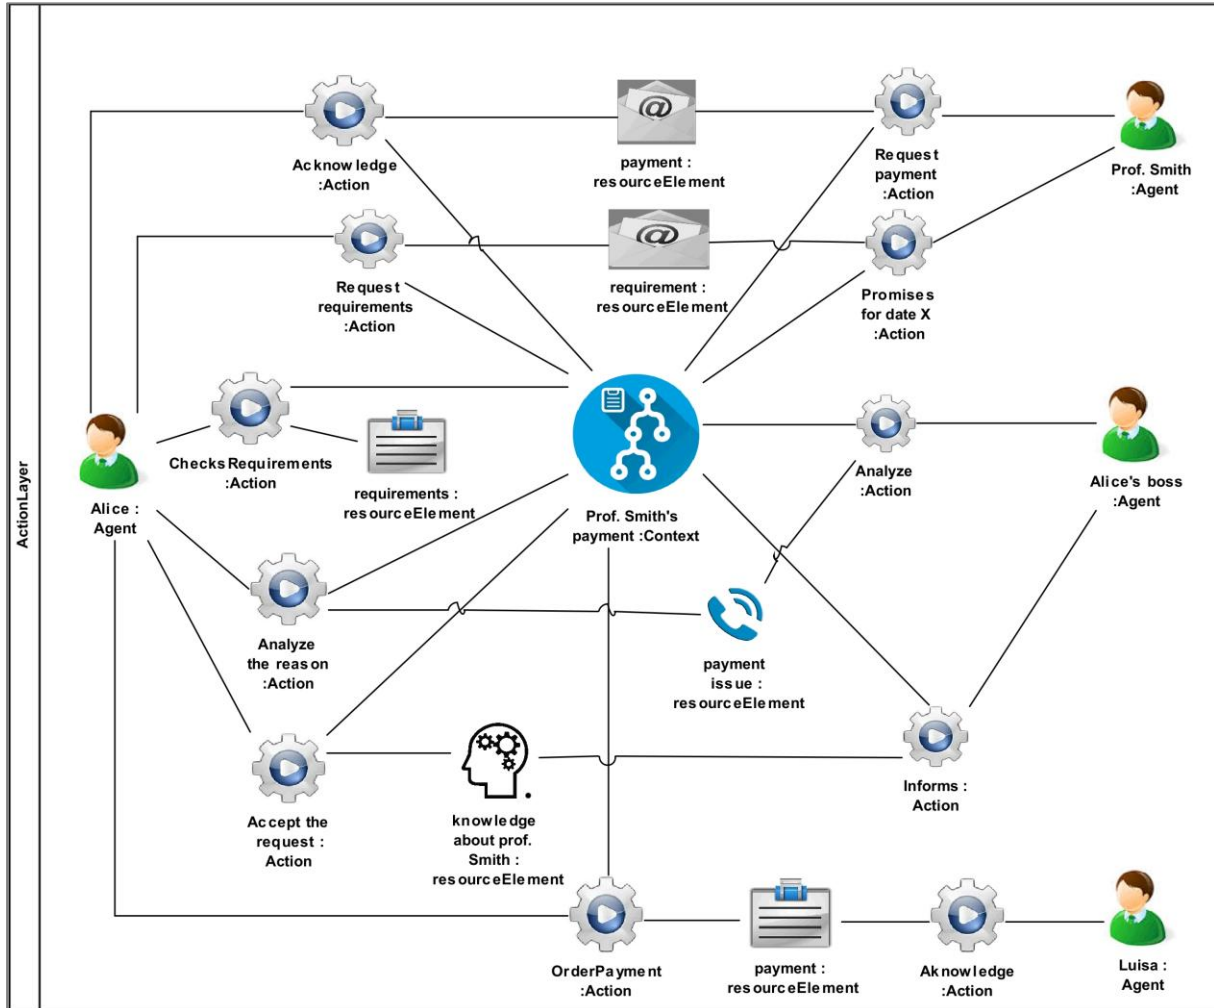 ActionLayer
Acknowledge
:Action
payment :
resourceElement
Request
payment
:Action
Prof. Smith
:Agent
Request
requirements
:Action
requirement :
resourceElement
Promises
for date X
:Action
Alice :
Agent
ChecksRequirements
:Action
requirements :
resourceElement
Prof. Smith's
payment :Context
Analyze
:Action
Alice's boss
:Agent
Analyze
the reason
:Action
payment
issue :
resourceElement
Accept the
request :
Action
knowledge
about prof.
Smith :
resourceElement
Informs :
Action
OrderPayment
:Action
payment :
resourceElement
Aknowledge
:Action
Luisa :
Agent